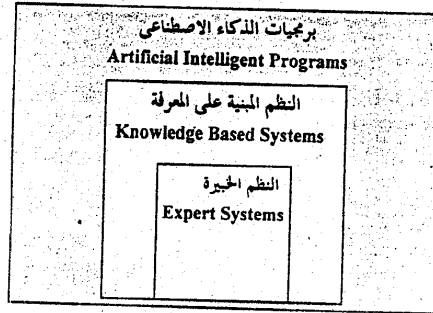 برمجيات الذكاء الاصطناعي
Artificial Intelligent Programs
النظم المبنية على المعرفة
Knowledge Based Systems
النظم الخبيرة
Expert Systems